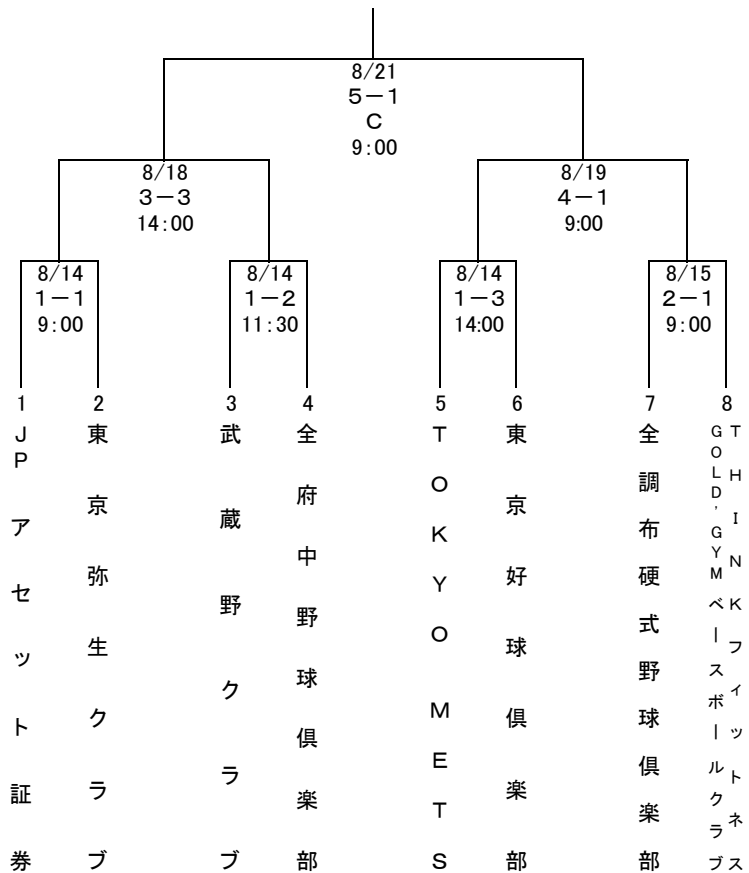 8/21
5－1
C
9:00
8/18
3－3
14:00
8/19
4－1
9:00
8/14
1－1
9:00
8/14
1－2
11:30
8/14
1－3
14:00
8/15
2－1
9:00
1
JPアセット証券
2
東京弥生クラブ
3
武蔵野クラブ
4
全府中野球倶楽部
5
TOKYO METS
6
東京好球倶楽部
7
全調布硬式野球倶楽部
8
THINKフィットネス
GOLD'GYMベースボールクラブ